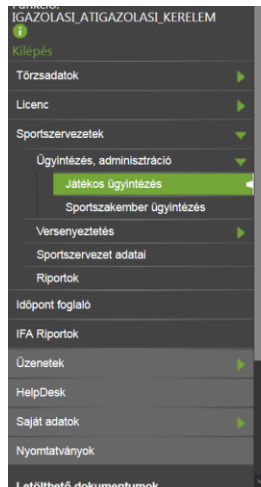 Funkció:
IGAZOLASI_ATIGAZOLASI_KERELEM
Kilépés
Törzsadatok
Licenc
Sportszervezetek
Ügyintézés, adminisztráció
Játékos ügyintézés
Sportszakember ügyintézés
Versenyeztetés
Sportszervezet adatai
Riportok
Időpont foglaló
IFA Riportok
Üzenetek
HelpDesk
Saját adatok
Nyomtatványok
Letölthető dokumentumok